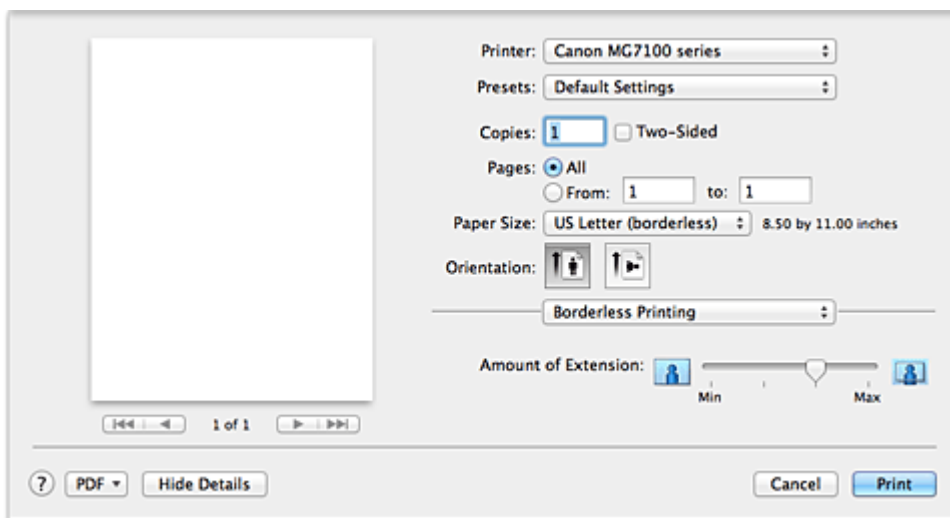 Printer: Canon MG7100 series
Presets: Default Settings
Copies: 1 Two-Sided
Pages: All
From: 1 to: 1
Paper Size: US Letter (borderless) 8.50 by 11.00 inches
Orientation:
Borderless Printing
Amount of Extension:
Min Max
1 of 1
? PDF Hide Details Cancel Print